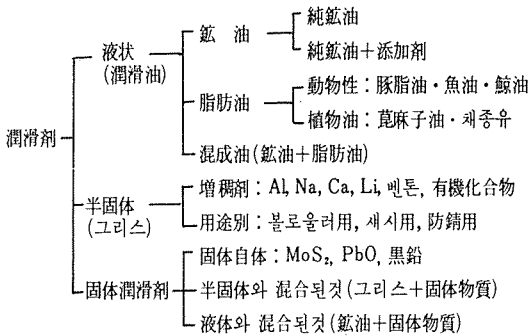 鉱 油
純鉱油
純鉱油+添加剤
液状
(潤滑油)
脂肪油
動物性：豚脂油・魚油・鯨油
植物油：萞麻子油・채종유
混成油(鉱油+脂肪油)
潤滑剤
半固体
(그리스)
増稠剤：Al, Na, Ca, Li, 벤톤, 有機化合物
用途別：볼로울러用, 섀시用, 防錆用
固体潤滑剤
固体自体：MoS₂, PbO, 黒鉛
半固体와 混合된것(그리스+固体物質)
液体와 混合된것(鉱油+固体物質)